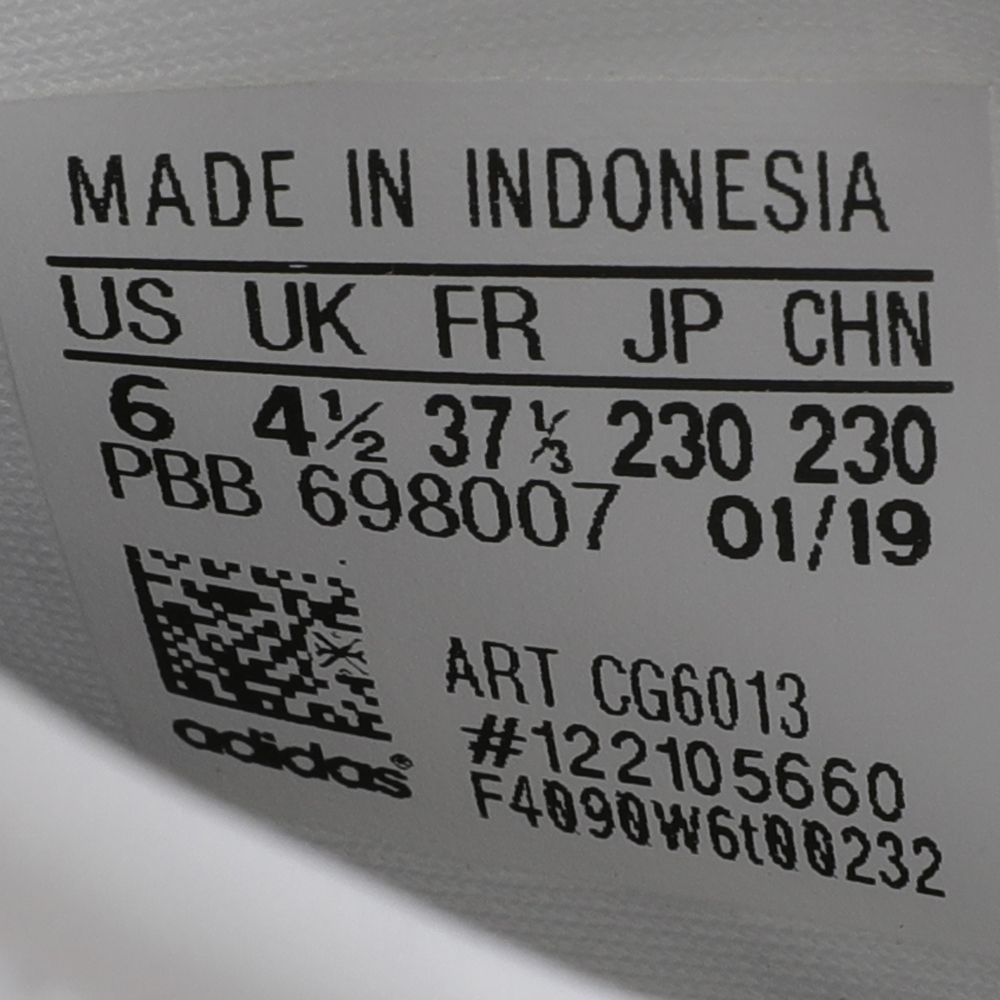 MADE IN INDONESIA
US UK FR JP CHN
6 4½ 37⅓ 230 230
PBB 698007 01/19
ART CG6013
#122105660
F4090W6t00232
adidas®